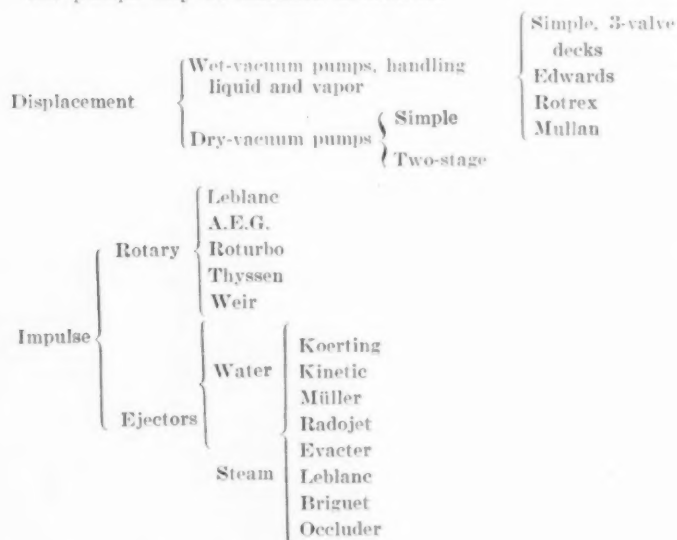 Simple, 3-valve
decks
Wet-vacuum pumps, handling
liquid and vapor
Edwards
Displacement
Rotrex
Mullan
Dry-vacuum pumps
Simple
Two-stage
Leblanc
A.E.G.
Rotary
Roturbo
Thyssen
Weir
Impulse
Koerting
Water
Kinetic
Müller
Ejectors
Radojet
Evacter
Steam
Leblanc
Briguet
Occluder